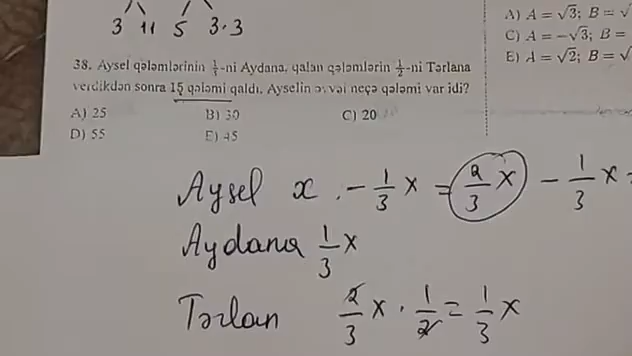 3 11 5 3·3
A) A = √3; B = √
C) A = −√3; B =
E) A = √2; B = √
38. Aysel qələmlərinin 1/3-ni Aydana, qalan qələmlərin 1/2-ni Tərlana
verdikdən sonra 15 qələmi qaldı. Ayselin əvvəl neçə qələmi var idi?
A) 25 B) 30 C) 20
D) 55 E) 45
Aysel x - 1/3 x = 2/3 x - 1/3 x =
Aydana 1/3 x
Tərlan 2/3 x · 1/2 = 1/3 x